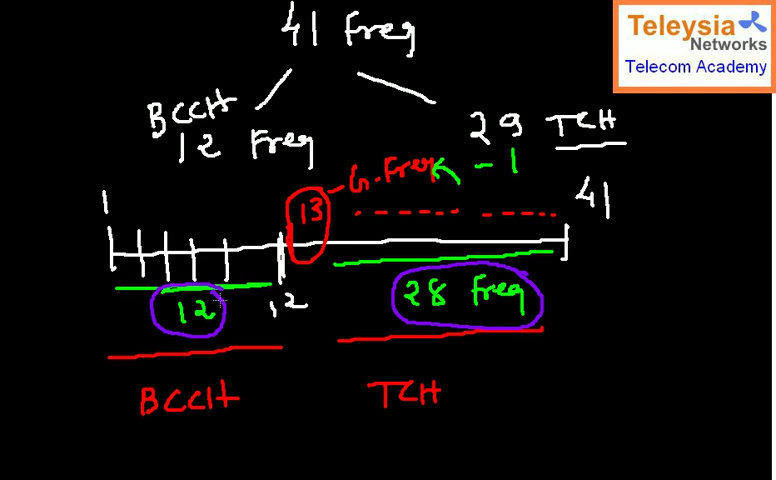 41 Freq
Teleysia
Networks
Telecom Academy
BCCH
12 Freq
29 TCH
- 1
G. Freq
1
13
41
12
12
28 Freq
BCCH
TCH